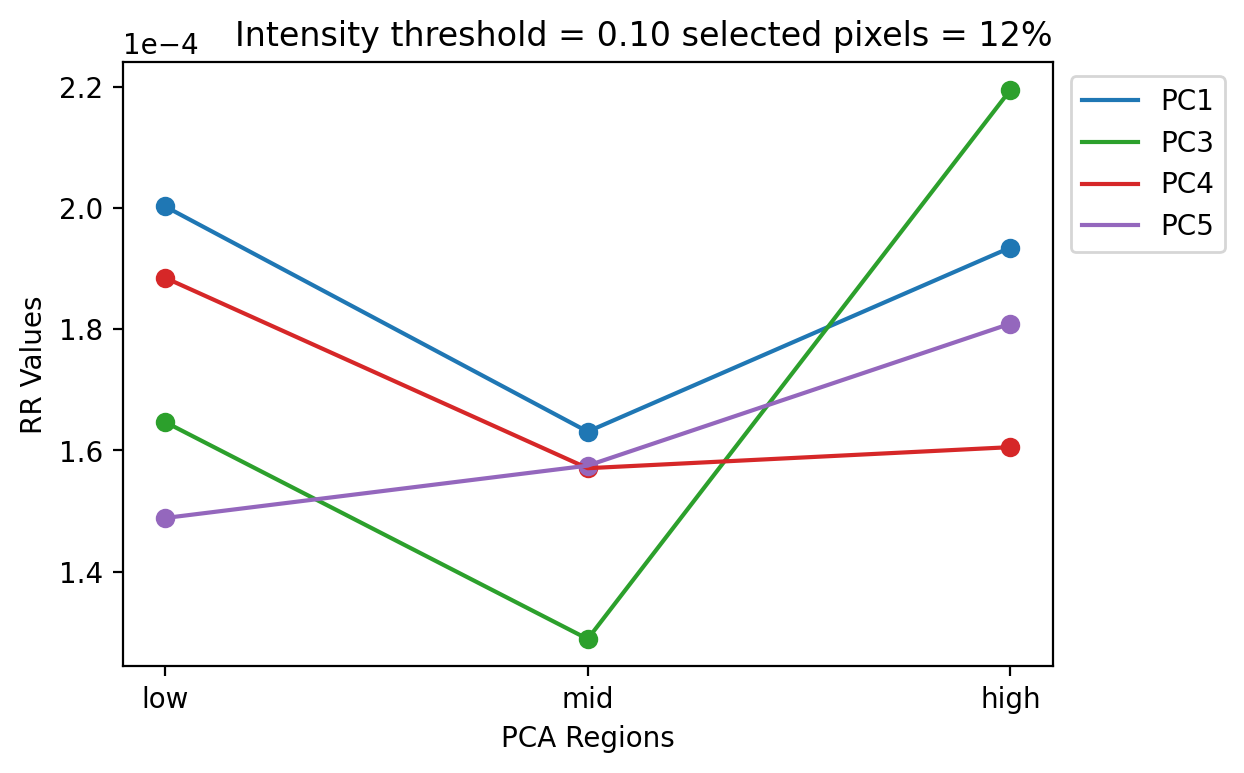 Intensity threshold = 0.10 selected pixels = 12%
1e−4
2.2
2.0
1.8
1.6
1.4
RR Values
low
mid
high
PCA Regions
PC1
PC3
PC4
PC5